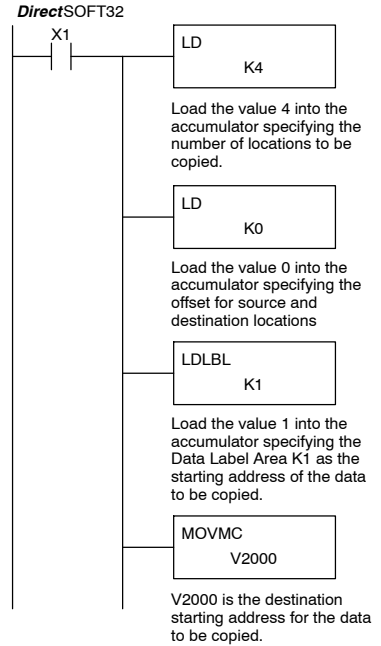 DirectSOFT32
X1
LD
K4
Load the value 4 into the
accumulator specifying the
number of locations to be
copied.
LD
K0
Load the value 0 into the
accumulator specifying the
offset for source and
destination locations
LDLBL
K1
Load the value 1 into the
accumulator specifying the
Data Label Area K1 as the
starting address of the data
to be copied.
MOVMC
V2000
V2000 is the destination
starting address for the data
to be copied.